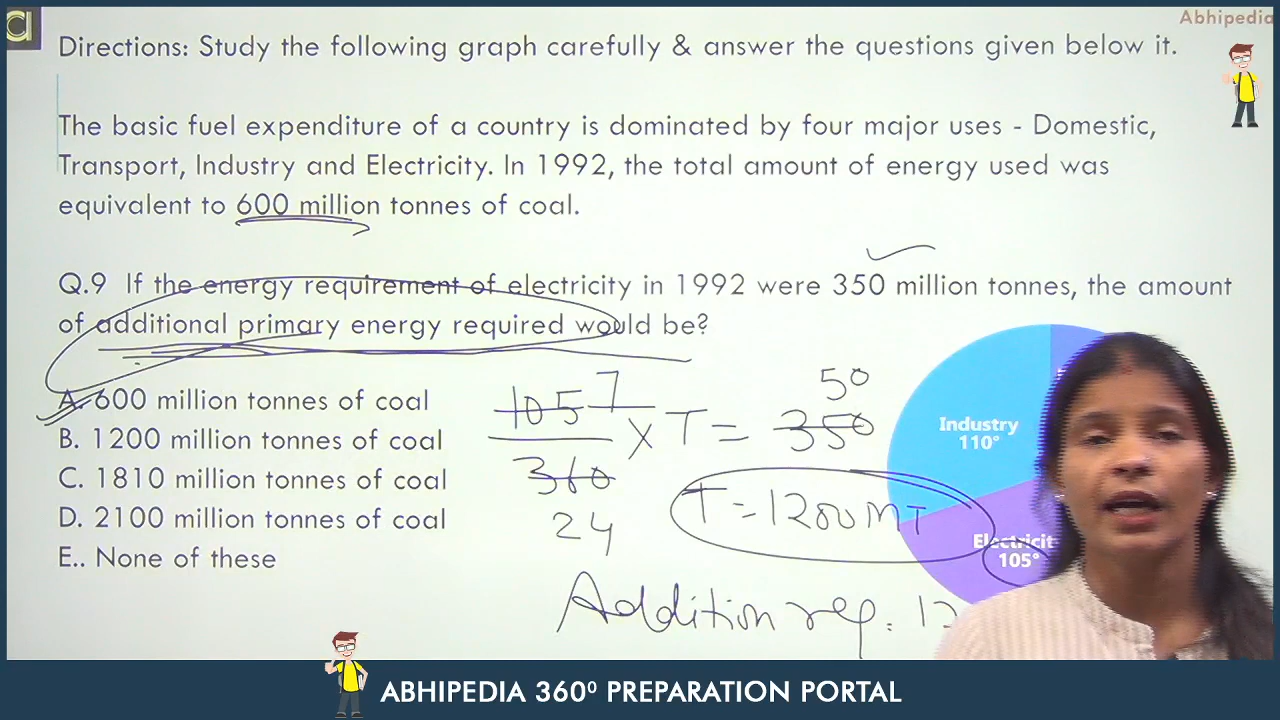 a
Abhipedia
Directions: Study the following graph carefully & answer the questions given below it.
The basic fuel expenditure of a country is dominated by four major uses - Domestic,
Transport, Industry and Electricity. In 1992, the total amount of energy used was
equivalent to 600 million tonnes of coal.
Q.9 If the energy requirement of electricity in 1992 were 350 million tonnes, the amount
of additional primary energy required would be?
A. 600 million tonnes of coal
B. 1200 million tonnes of coal
C. 1810 million tonnes of coal
D. 2100 million tonnes of coal
E.. None of these
105 7
360
24
X T = 350
50
T = 1200 MT
Addition req. 12
Industry
110°
Electricit
105°
ABHIPEDIA 360⁰ PREPARATION PORTAL